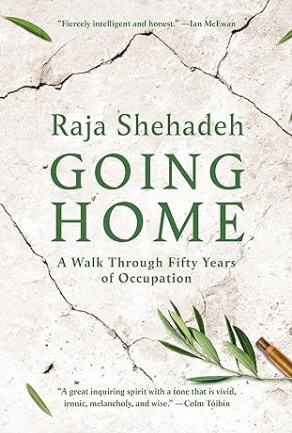 "Fiercely intelligent and honest." —Ian McEwan
Raja Shehadeh
GOING
HOME
A Walk Through Fifty Years
of Occupation
"A great inquiring spirit with a tone that is vivid,
ironic, melancholy, and wise." —Colm Tóibín